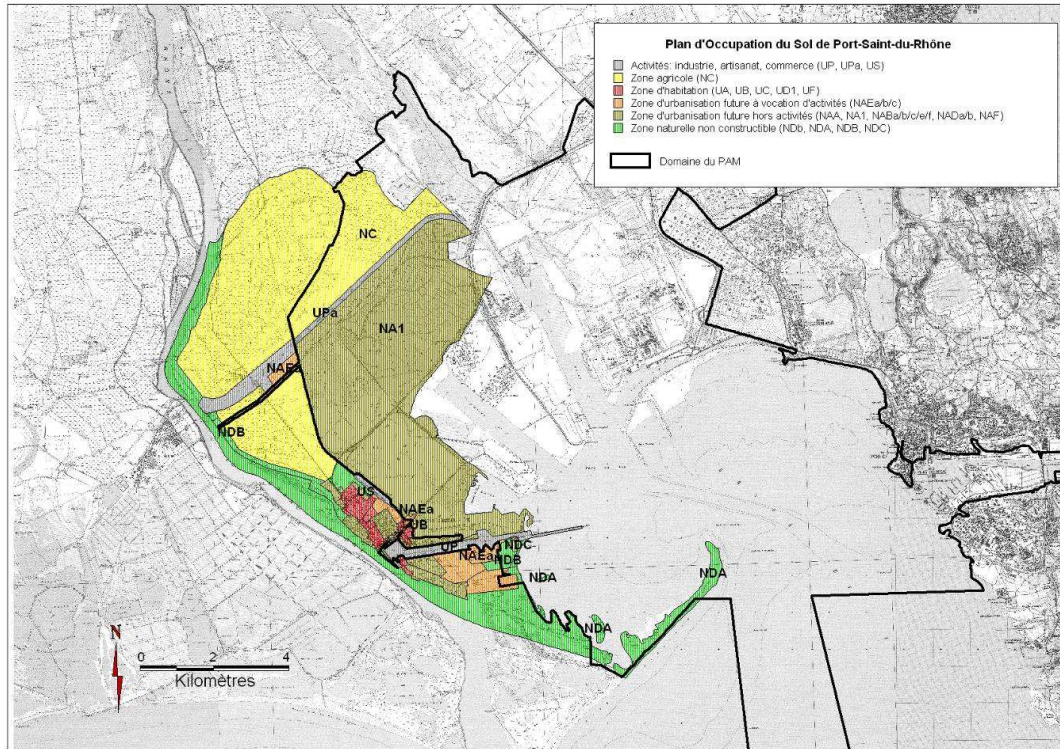 Plan d'Occupation du Sol de Port-Saint-du-Rhône
Activités: industrie, artisanat, commerce (UP, UPa, US)
Zone agricole (NC)
Zone d'habitation (UA, UB, UC, UD1, UF)
Zone d'urbanisation future à vocation d'activités (NAEa/b/c)
Zone d'urbanisation future hors activités (NAA, NA1, NABa/b/c/e/f, NADa/b, NAF)
Zone naturelle non constructible (NDb, NDA, NDB, NDC)
Domaine du PAM
NC
UPa
NA1
NDB
US
NAEa
UB
UP
NDC
NAEa
NDB
NDA
NDA
NDA
N
0 2 4
Kilomètres